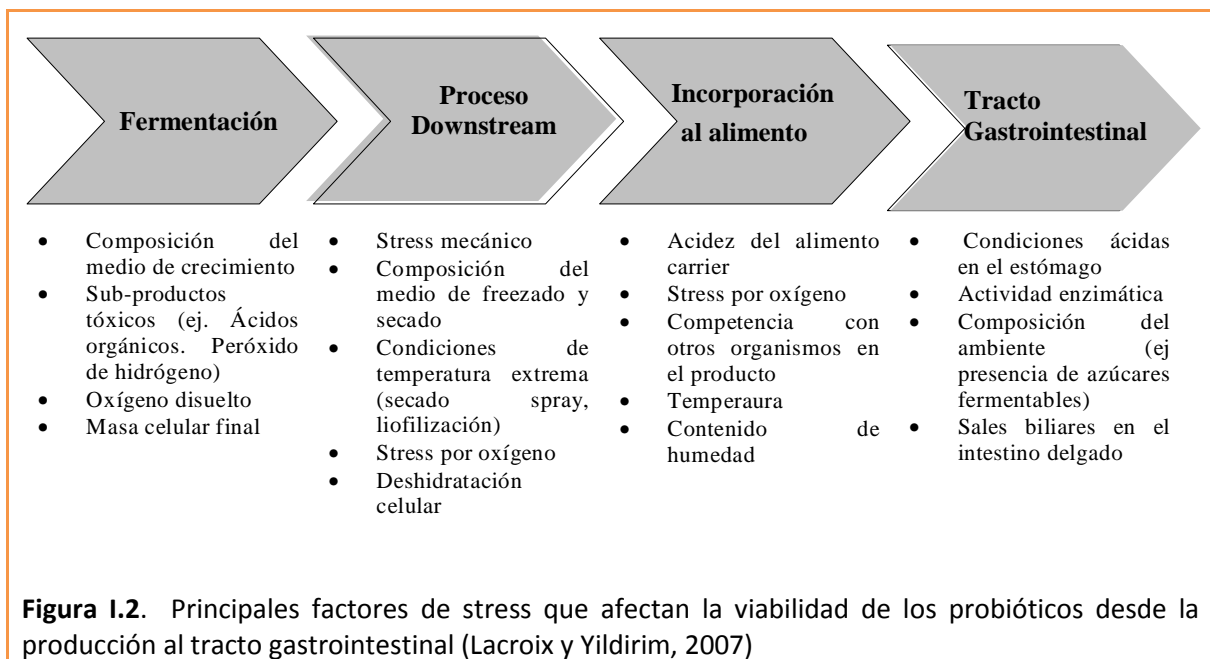 Fermentación
Proceso
Downstream
Incorporación
al alimento
Tracto
Gastrointestinal
• Composición del
medio de crecimiento
• Sub-productos
tóxicos (ej. Ácidos
orgánicos. Peróxido
de hidrógeno)
• Oxígeno disuelto
• Masa celular final
• Stress mecánico
• Composición del
medio de freezado y
secado
• Condiciones de
temperatura extrema
(secado spray,
liofilización)
• Stress por oxígeno
• Deshidratación
celular
• Acidez del alimento
carrier
• Stress por oxígeno
• Competencia con
otros organismos en
el producto
• Temperaura
• Contenido de
humedad
• Condiciones ácidas
en el estómago
• Actividad enzimática
• Composición del
ambiente (ej
presencia de azúcares
fermentables)
• Sales biliares en el
intestino delgado
Figura I.2. Principales factores de stress que afectan la viabilidad de los probióticos desde la
producción al tracto gastrointestinal (Lacroix y Yildirim, 2007)